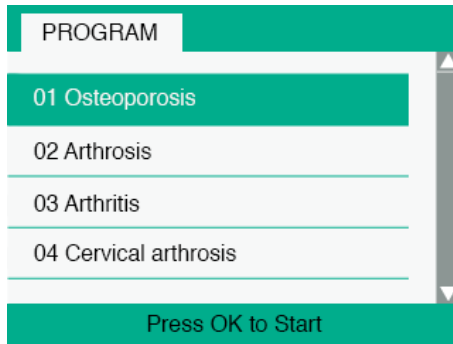 PROGRAM
01 Osteoporosis
02 Arthrosis
03 Arthritis
04 Cervical arthrosis
Press OK to Start